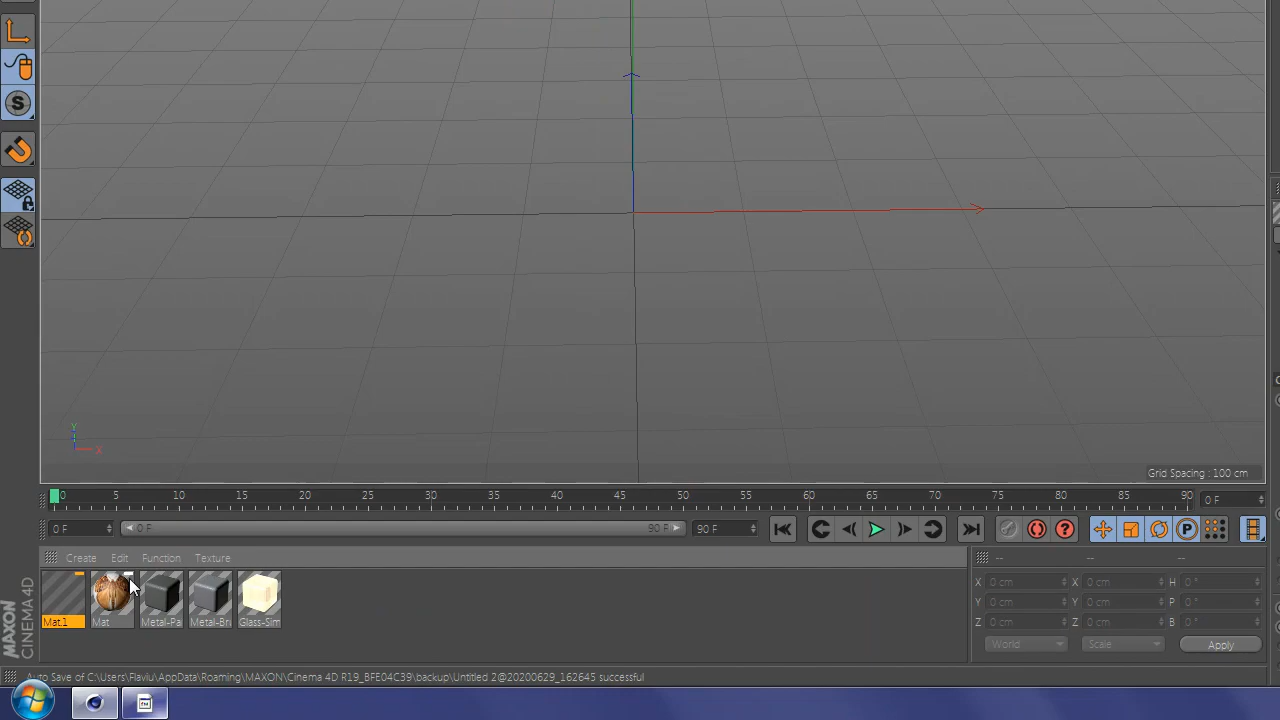 S
Y
X
Grid Spacing : 100 cm
0 5 10 15 20 25 30 35 40 45 50 55 60 65 70 75 80 85 90 0 F
0 F 0 F 90 F 90 F ? P
Create Edit Function Texture
-- -- --
X 0 cm X 0 cm H 0 °
Y 0 cm Y 0 cm P 0 °
Z 0 cm Z 0 cm B 0 °
Mat.1 Mat Metal-Pa Metal-Bri Glass-Sim
World Scale Apply
MAXON
CINEMA 4D
Auto Save of C:\Users\Flaviu\AppData\Roaming\MAXON\Cinema 4D R19_BFE04C39\backup\Untitled 2@20200629_162645 successful